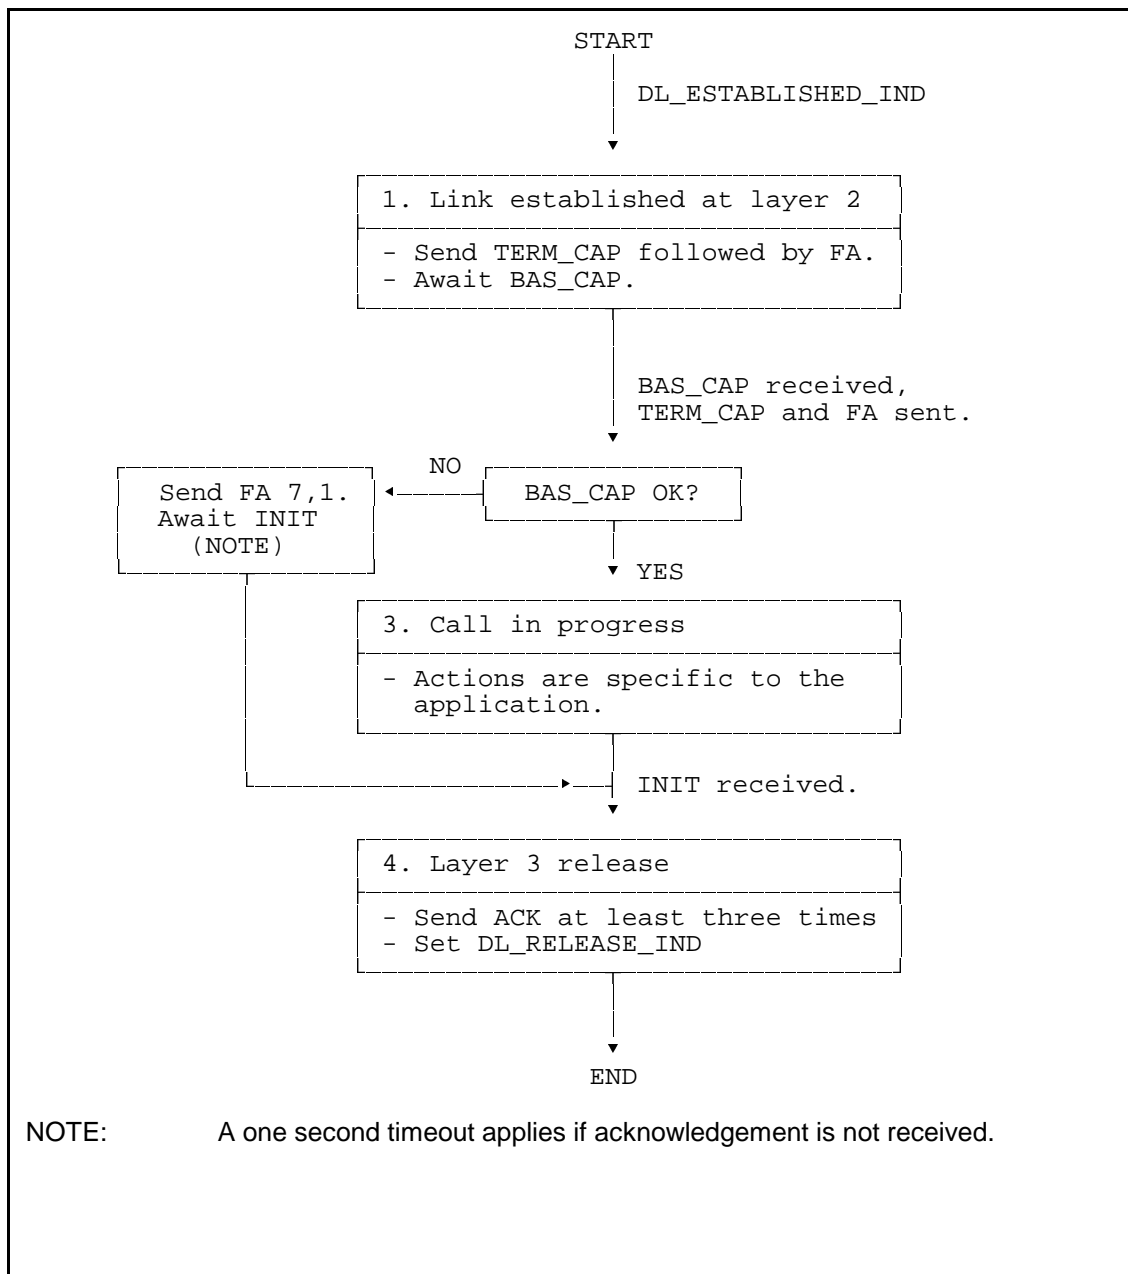 START
DL_ESTABLISHED_IND
1. Link established at layer 2
- Send TERM_CAP followed by FA.
- Await BAS_CAP.
BAS_CAP received,
TERM_CAP and FA sent.
NO
Send FA 7,1.
Await INIT
(NOTE)
BAS_CAP OK?
YES
3. Call in progress
- Actions are specific to the
application.
INIT received.
4. Layer 3 release
- Send ACK at least three times
- Set DL_RELEASE_IND
END
NOTE: A one second timeout applies if acknowledgement is not received.